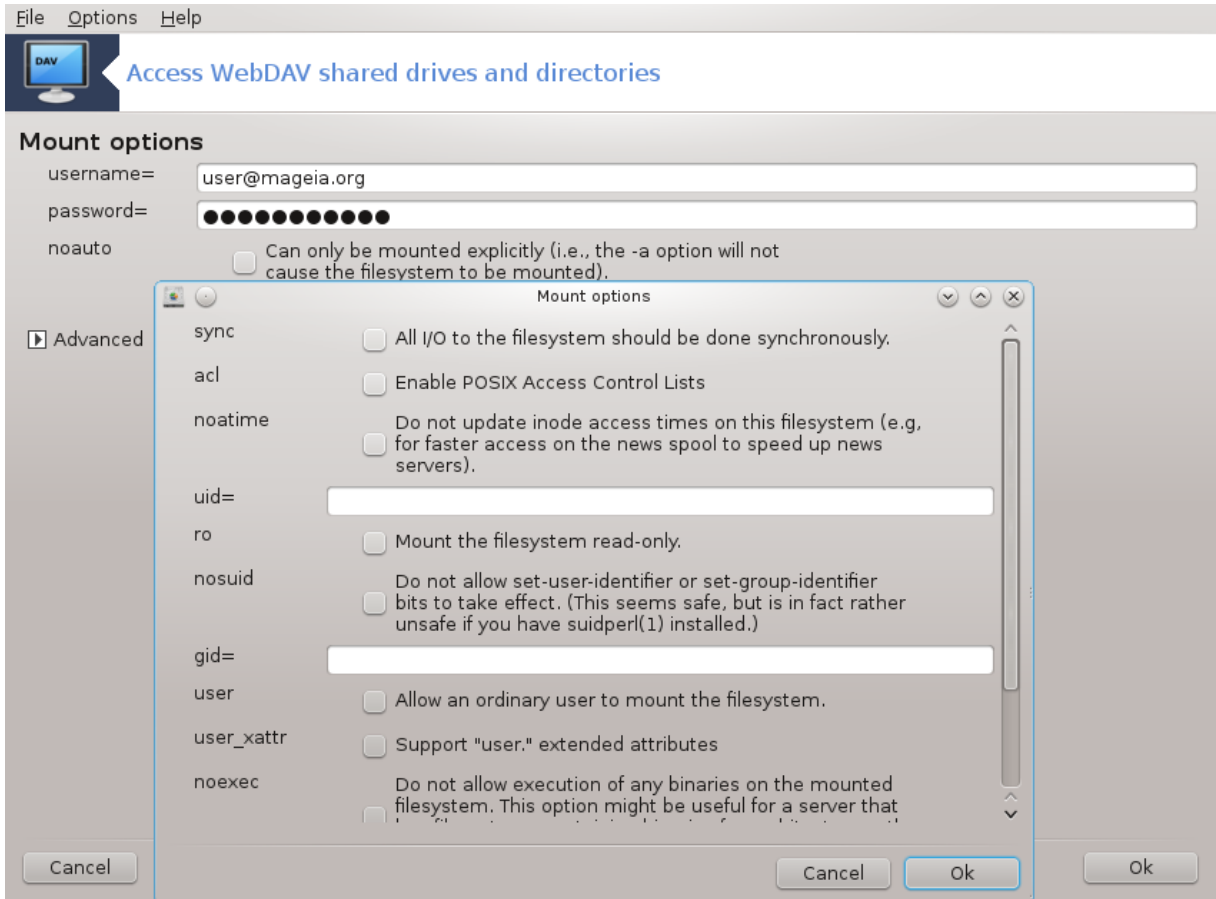 File Options Help
DAV
Access WebDAV shared drives and directories
Mount options
username=
user@mageia.org
password=
●●●●●●●●●●●
noauto
Can only be mounted explicitly (i.e., the -a option will not
cause the filesystem to be mounted).
Advanced
Mount options
sync
All I/O to the filesystem should be done synchronously.
acl
Enable POSIX Access Control Lists
noatime
Do not update inode access times on this filesystem (e.g,
for faster access on the news spool to speed up news
servers).
uid=
ro
Mount the filesystem read-only.
nosuid
Do not allow set-user-identifier or set-group-identifier
bits to take effect. (This seems safe, but is in fact rather
unsafe if you have suidperl(1) installed.)
gid=
user
Allow an ordinary user to mount the filesystem.
user_xattr
Support "user." extended attributes
noexec
Do not allow execution of any binaries on the mounted
filesystem. This option might be useful for a server that
Cancel Ok
Cancel Ok